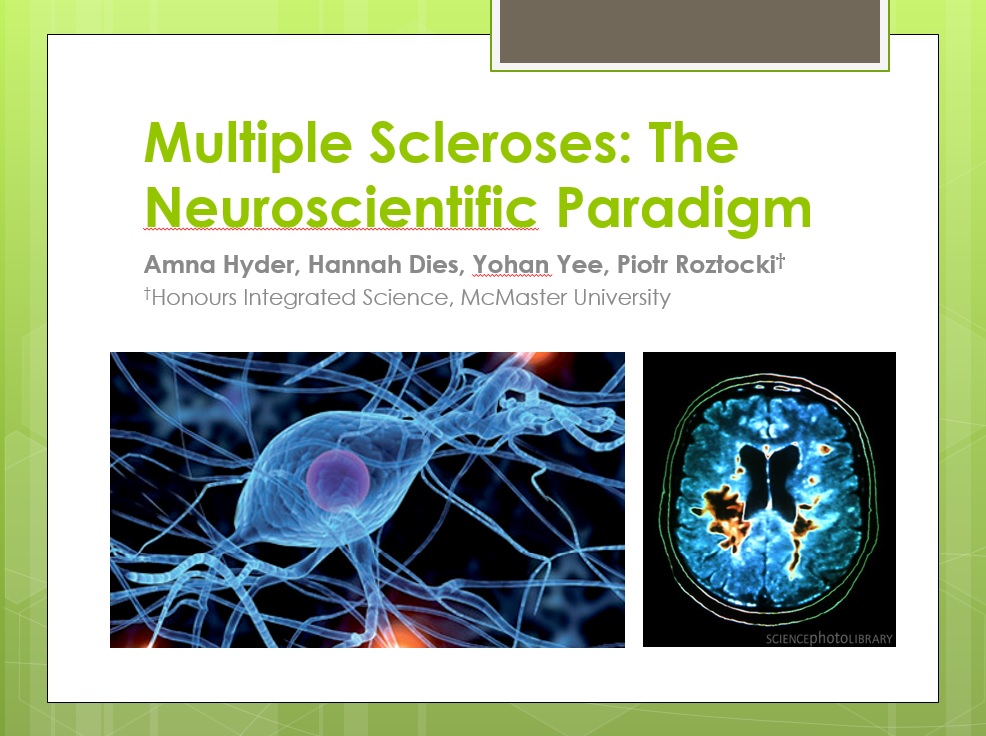 Multiple Scleroses: The
Neuroscientific Paradigm
Amna Hyder, Hannah Dies, Yohan Yee, Piotr Roztocki†
†Honours Integrated Science, McMaster University
SCIENCEphotoLIBRARY